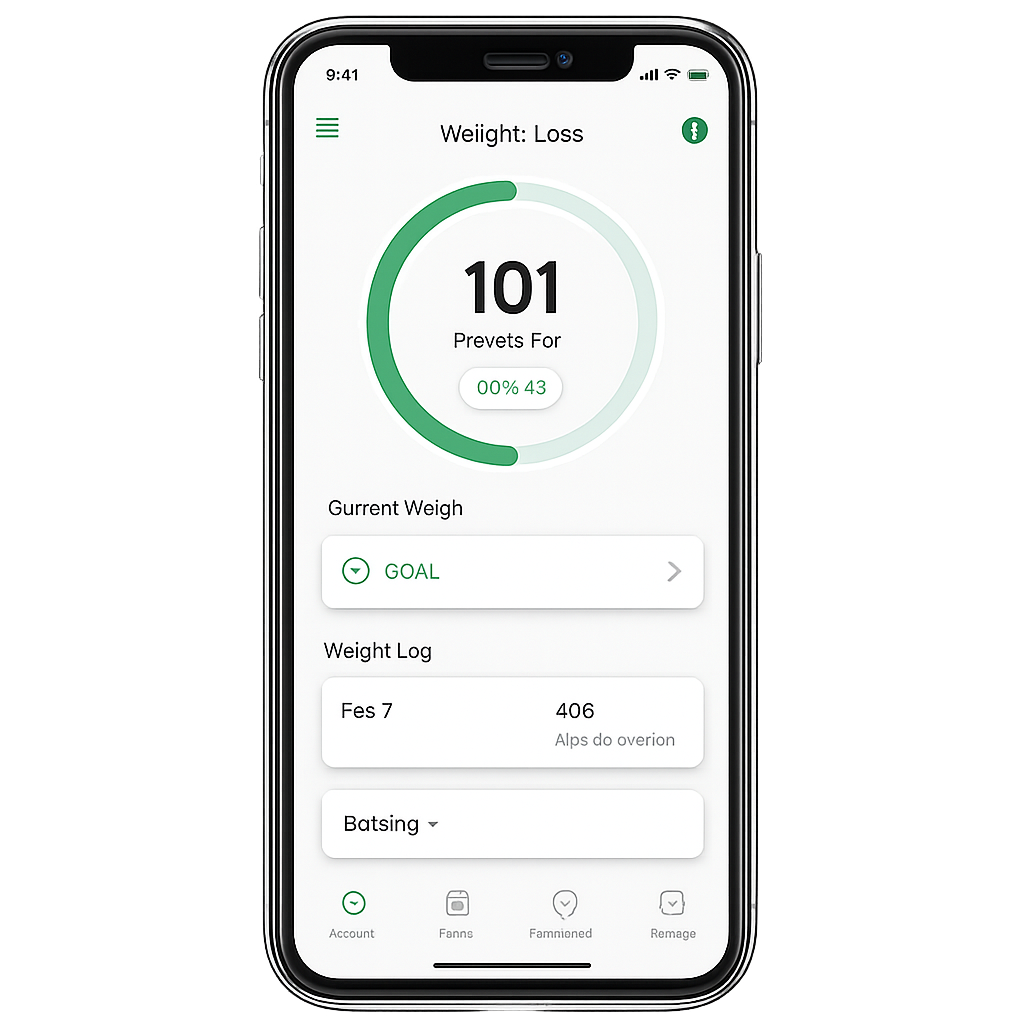 9:41
Weiight: Loss
101
Prevets For
00% 43
Gurrent Weigh
GOAL
Weight Log
Fes 7
406
Alps do overion
Batsing
Account
Fanns
Famnioned
Remage